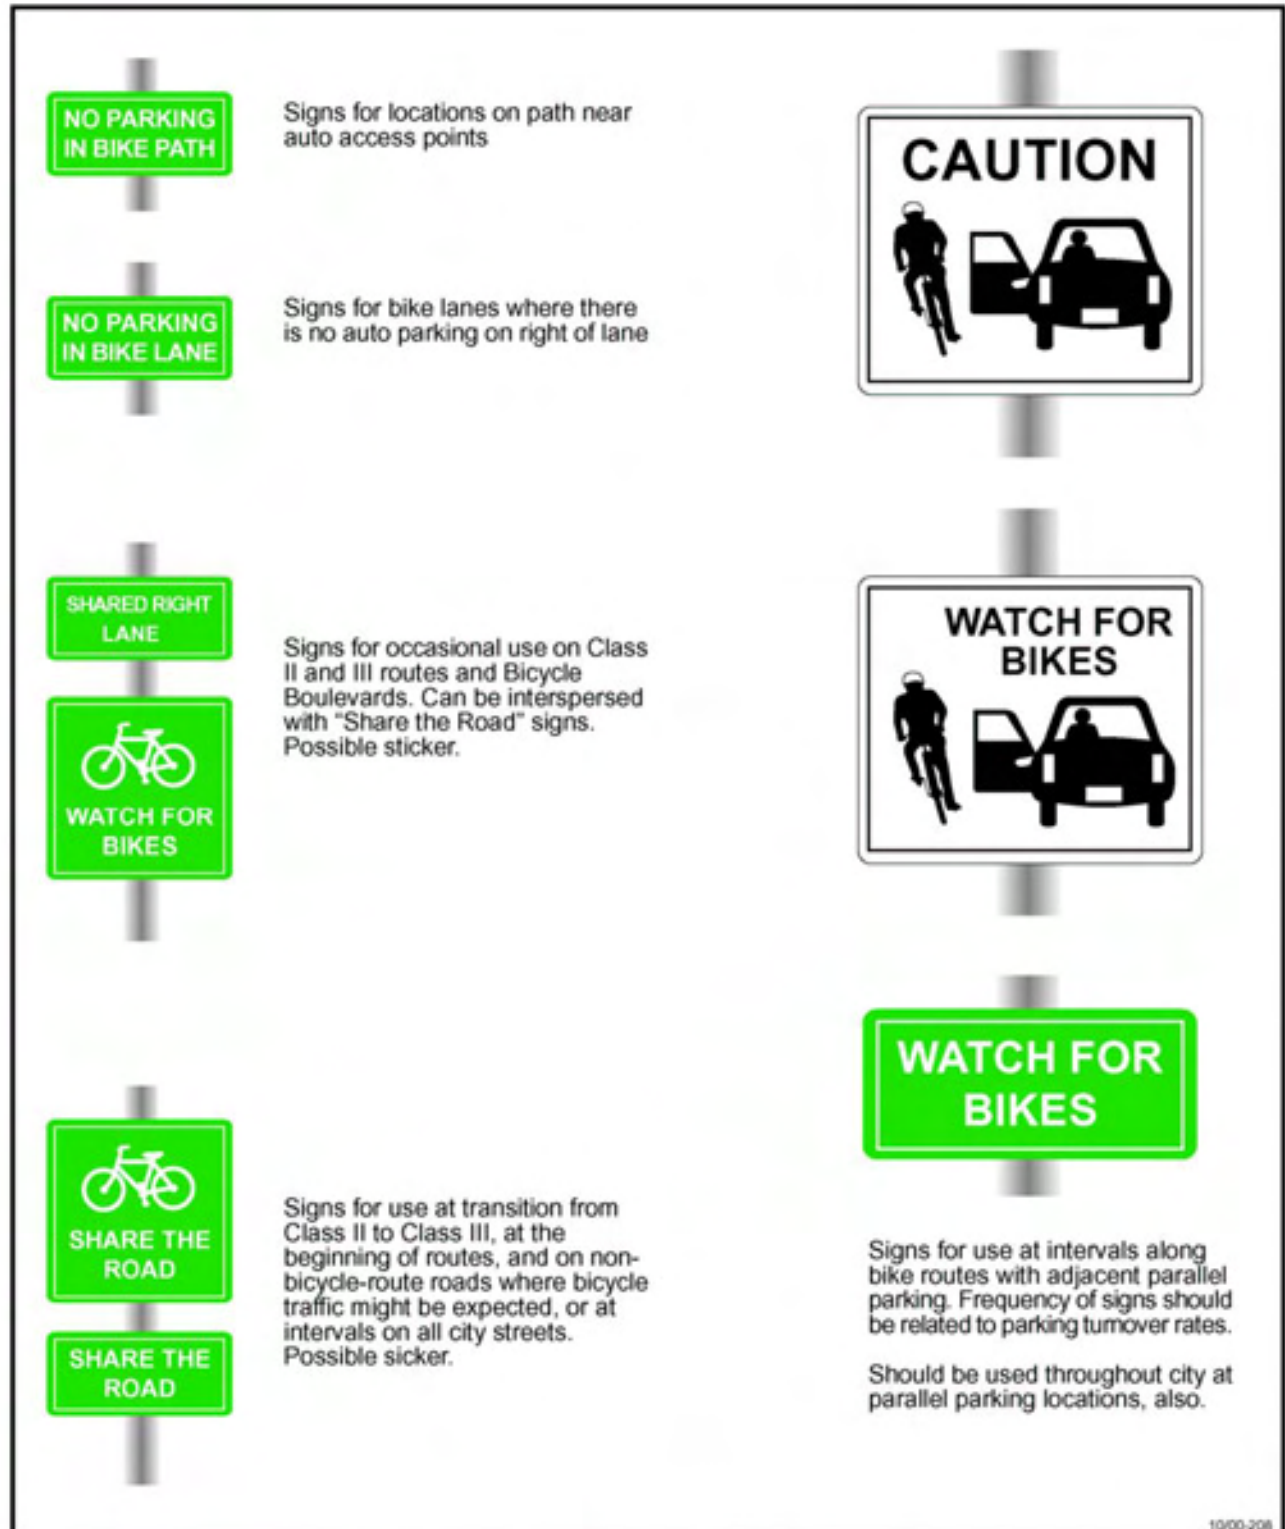 NO PARKING
IN BIKE PATH
Signs for locations on path near
auto access points
NO PARKING
IN BIKE LANE
Signs for bike lanes where there
is no auto parking on right of lane
SHARED RIGHT
LANE
WATCH FOR
BIKES
Signs for occasional use on Class
II and III routes and Bicycle
Boulevards. Can be interspersed
with “Share the Road” signs.
Possible sticker.
SHARE THE
ROAD
SHARE THE
ROAD
Signs for use at transition from
Class II to Class III, at the
beginning of routes, and on non-
bicycle-route roads where bicycle
traffic might be expected, or at
intervals on all city streets.
Possible sicker.
CAUTION
WATCH FOR
BIKES
WATCH FOR
BIKES
Signs for use at intervals along
bike routes with adjacent parallel
parking. Frequency of signs should
be related to parking turnover rates.
Should be used throughout city at
parallel parking locations, also.
10/00-208